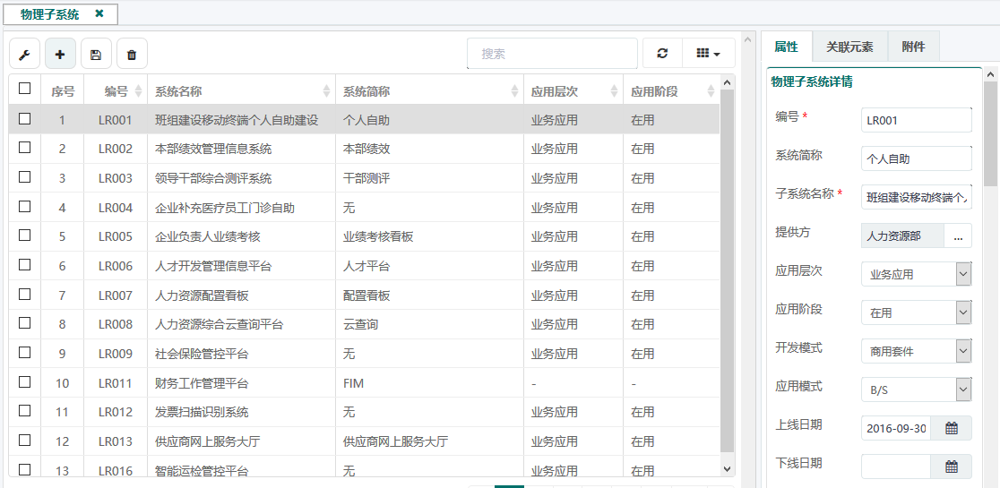 物理子系统 ×
搜索
序号 编号 系统名称 系统简称 应用层次 应用阶段
1 LR001 班组建设移动终端个人自助建设 个人自助 业务应用 在用
2 LR002 本部绩效管理信息系统 本部绩效 业务应用 在用
3 LR003 领导干部综合测评系统 干部测评 业务应用 在用
4 LR004 企业补充医疗员工门诊自助 无 业务应用 在用
5 LR005 企业负责人业绩考核 业绩考核看板 业务应用 在用
6 LR006 人才开发管理信息平台 人才平台 业务应用 在用
7 LR007 人力资源配置看板 配置看板 业务应用 在用
8 LR008 人力资源综合云查询平台 云查询 业务应用 在用
9 LR009 社会保险管控平台 无 业务应用 在用
10 LR011 财务工作管理平台 FIM - -
11 LR012 发票扫描识别系统 无 业务应用 在用
12 LR013 供应商网上服务大厅 供应商网上服务大厅 业务应用 在用
13 LR016 智能运检管控平台 无 业务应用 在用
属性 关联元素 附件
物理子系统详情
编号 * LR001
系统简称 个人自助
子系统名称 * 班组建设移动终端个
提供方 人力资源部 ...
应用层次 业务应用
应用阶段 在用
开发模式 商用套件
应用模式 B/S
上线日期 2016-09-30
下线日期